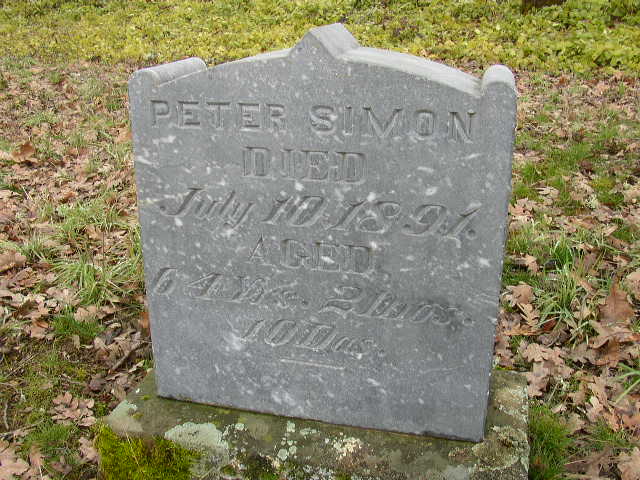 PETER SIMON
DIED
July 10, 1891.
AGED
64 Yrs. 2 mos.
10 Das.